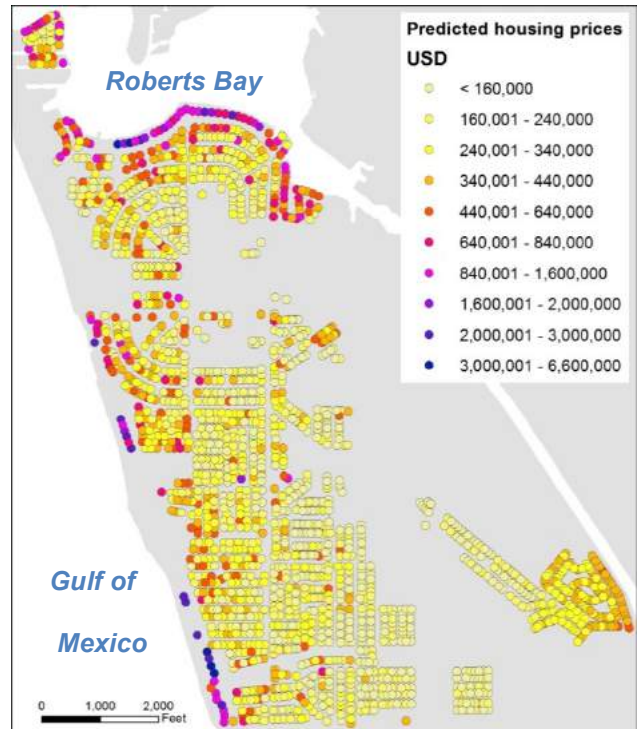 Predicted housing prices
USD
< 160,000
160,001 - 240,000
240,001 - 340,000
340,001 - 440,000
440,001 - 640,000
640,001 - 840,000
840,001 - 1,600,000
1,600,001 - 2,000,000
2,000,001 - 3,000,000
3,000,001 - 6,600,000
Roberts Bay
Gulf of
Mexico
0 1,000 2,000
Feet